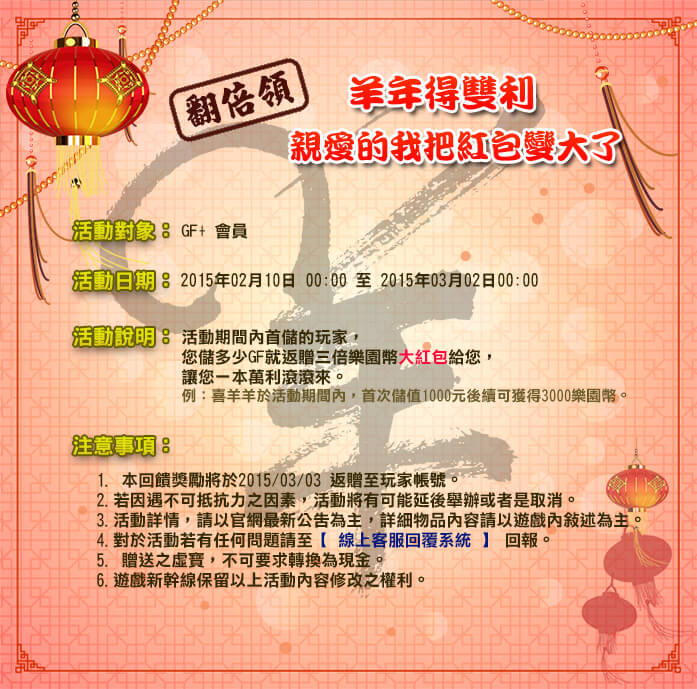 翻倍領
羊年得雙利
親愛的我把紅包變大了
羊
活動對象： GF+ 會員
活動日期： 2015年02月10日 00:00 至 2015年03月02日00:00
活動說明： 活動期間內首儲的玩家，
您儲多少GF就返贈三倍樂園幣大紅包給您，
讓您一本萬利滾滾來。
例：喜羊羊於活動期間內，首次儲值1000元後續可獲得3000樂園幣。
注意事項：
1. 本回饋獎勵將於2015/03/03 返贈至玩家帳號。
2. 若因遇不可抵抗力之因素，活動將有可能延後舉辦或者是取消。
3. 活動詳情，請以官網最新公告為主，詳細物品內容請以遊戲內敘述為主。
4. 對於活動若有任何問題請至【 線上客服回覆系統 】 回報。
5. 贈送之虛寶，不可要求轉換為現金。
6. 遊戲新幹線保留以上活動內容修改之權利。